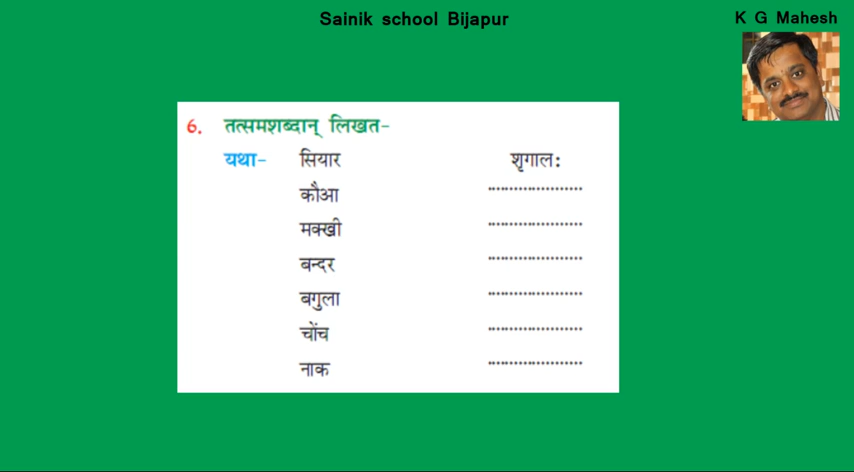 Sainik school Bijapur
K G Mahesh
6. तत्समशब्दान् लिखत-
यथा- सियार शृगालः
कौआ .....................
मक्खी .....................
बन्दर .....................
बगुला .....................
चोंच .....................
नाक .....................